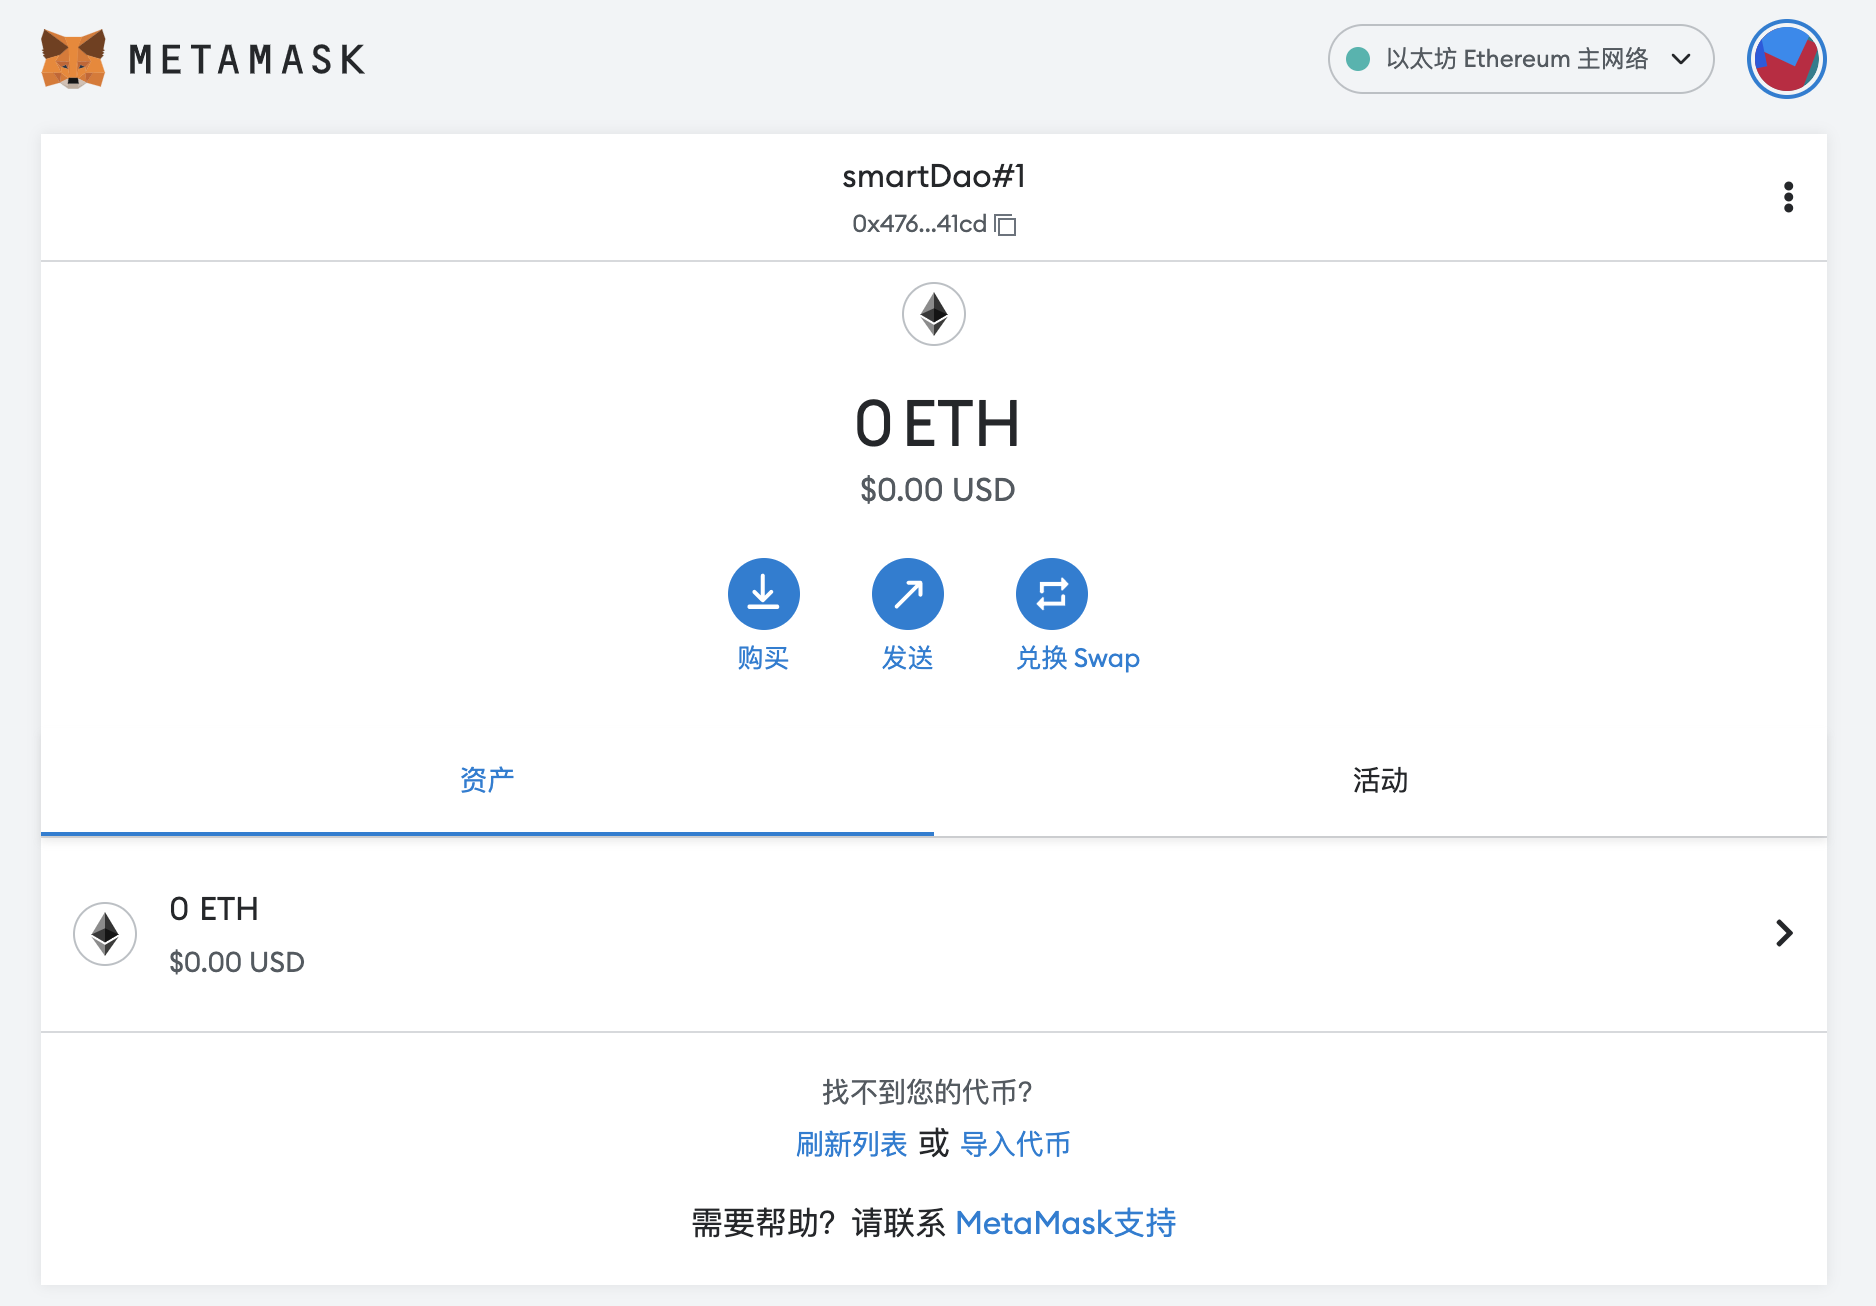 METAMASK
以太坊 Ethereum 主网络
smartDao#1
0x476...41cd
0 ETH
$0.00 USD
购买
发送
兑换 Swap
资产
活动
0 ETH
$0.00 USD
找不到您的代币?
刷新列表 或 导入代币
需要帮助? 请联系 MetaMask支持